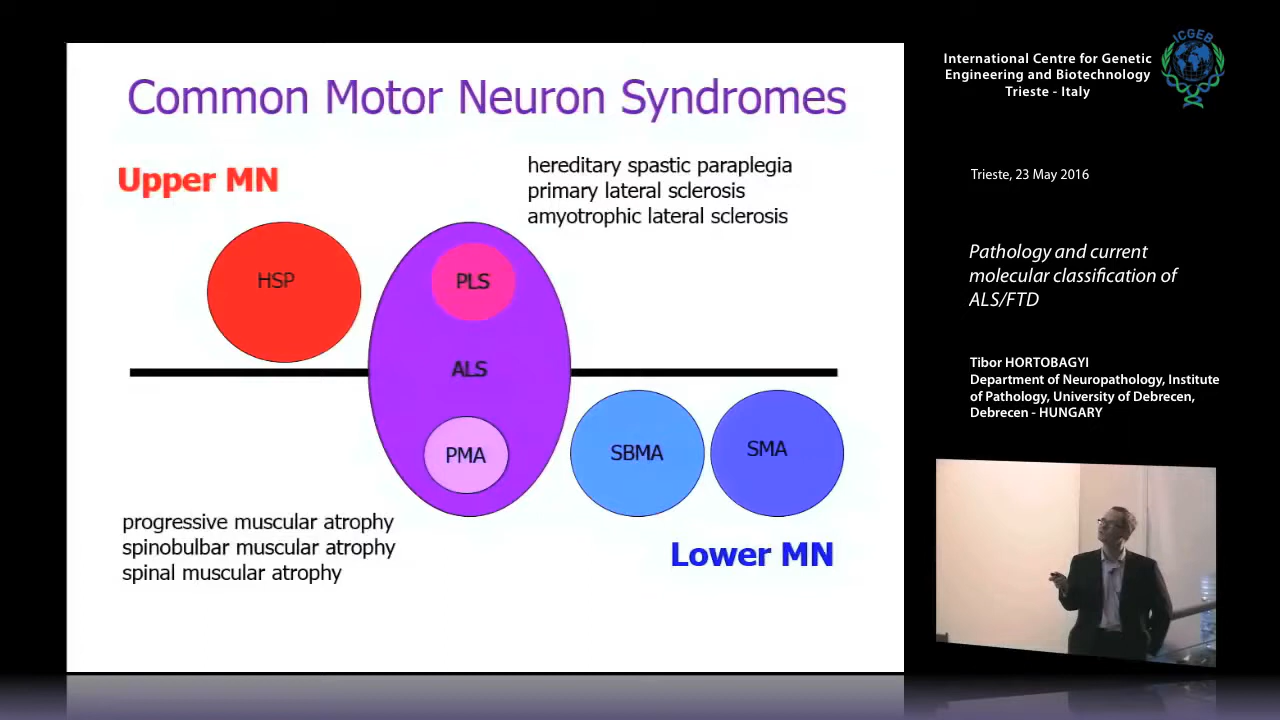 Common Motor Neuron Syndromes
Upper MN
hereditary spastic paraplegia
primary lateral sclerosis
amyotrophic lateral sclerosis
HSP
PLS
ALS
PMA
SBMA
SMA
progressive muscular atrophy
spinobulbar muscular atrophy
spinal muscular atrophy
Lower MN
International Centre for Genetic
Engineering and Biotechnology
Trieste - Italy
ICGEB
Trieste, 23 May 2016
Pathology and current
molecular classification of
ALS/FTD
Tibor HORTOBAGYI
Department of Neuropathology, Institute
of Pathology, University of Debrecen,
Debrecen - HUNGARY